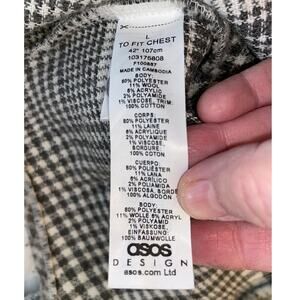 L
TO FIT CHEST
42" 107cm
103175808
F100887
MADE IN CAMBODIA
BODY:
80% POLYESTER
11% WOOL
6% ACRYLIC
2% POLYAMIDE
1% VISCOSE, TRIM:
100% COTTON
CORPS:
80% POLYESTER
11% LAINE
6% ACRYLIQUE
2% POLYAMIDE
1% VISCOSE,
BORDURE:
100% COTON
CUERPO:
80% POLIÉSTER
11% LANA
6% ACRÍLICO
2% POLIAMIDA
1% VISCOSA, BORDE:
100% ALGODÓN
BODY:
80% POLYESTER
11% WOLLE 6% ACRYL
2% POLYAMID
1% VISKOSE,
EINFASSUNG:
100% BAUMWOLLE
asos
DESIGN
asos.com Ltd